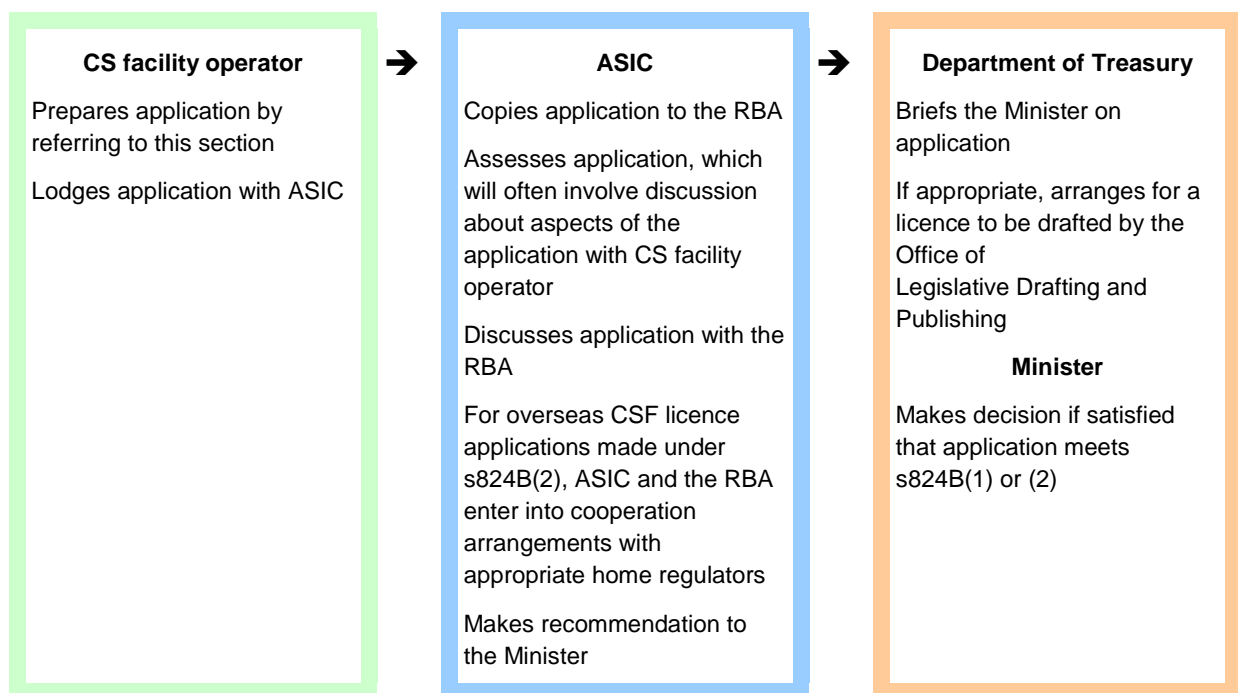 CS facility operator
Prepares application by
referring to this section
Lodges application with ASIC
➔
ASIC
Copies application to the RBA
Assesses application, which
will often involve discussion
about aspects of the
application with CS facility
operator
Discusses application with the
RBA
For overseas CSF licence
applications made under
s824B(2), ASIC and the RBA
enter into cooperation
arrangements with
appropriate home regulators
Makes recommendation to
the Minister
➔
Department of Treasury
Briefs the Minister on
application
If appropriate, arranges for a
licence to be drafted by the
Office of
Legislative Drafting and
Publishing
Minister
Makes decision if satisfied
that application meets
s824B(1) or (2)